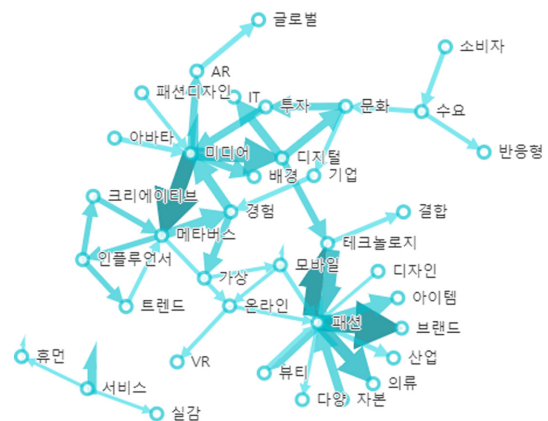 글로벌
소비자
AR
패션디자인
IT
투자
문화
수요
아바타
미디어
디지털
반응형
배경
기업
크리에이티브
경험
결합
메타버스
테크놀로지
인플루언서
가상
모바일
디자인
트렌드
온라인
아이템
패션
브랜드
휴먼
VR
산업
서비스
뷰티
의류
실감
다양
자본